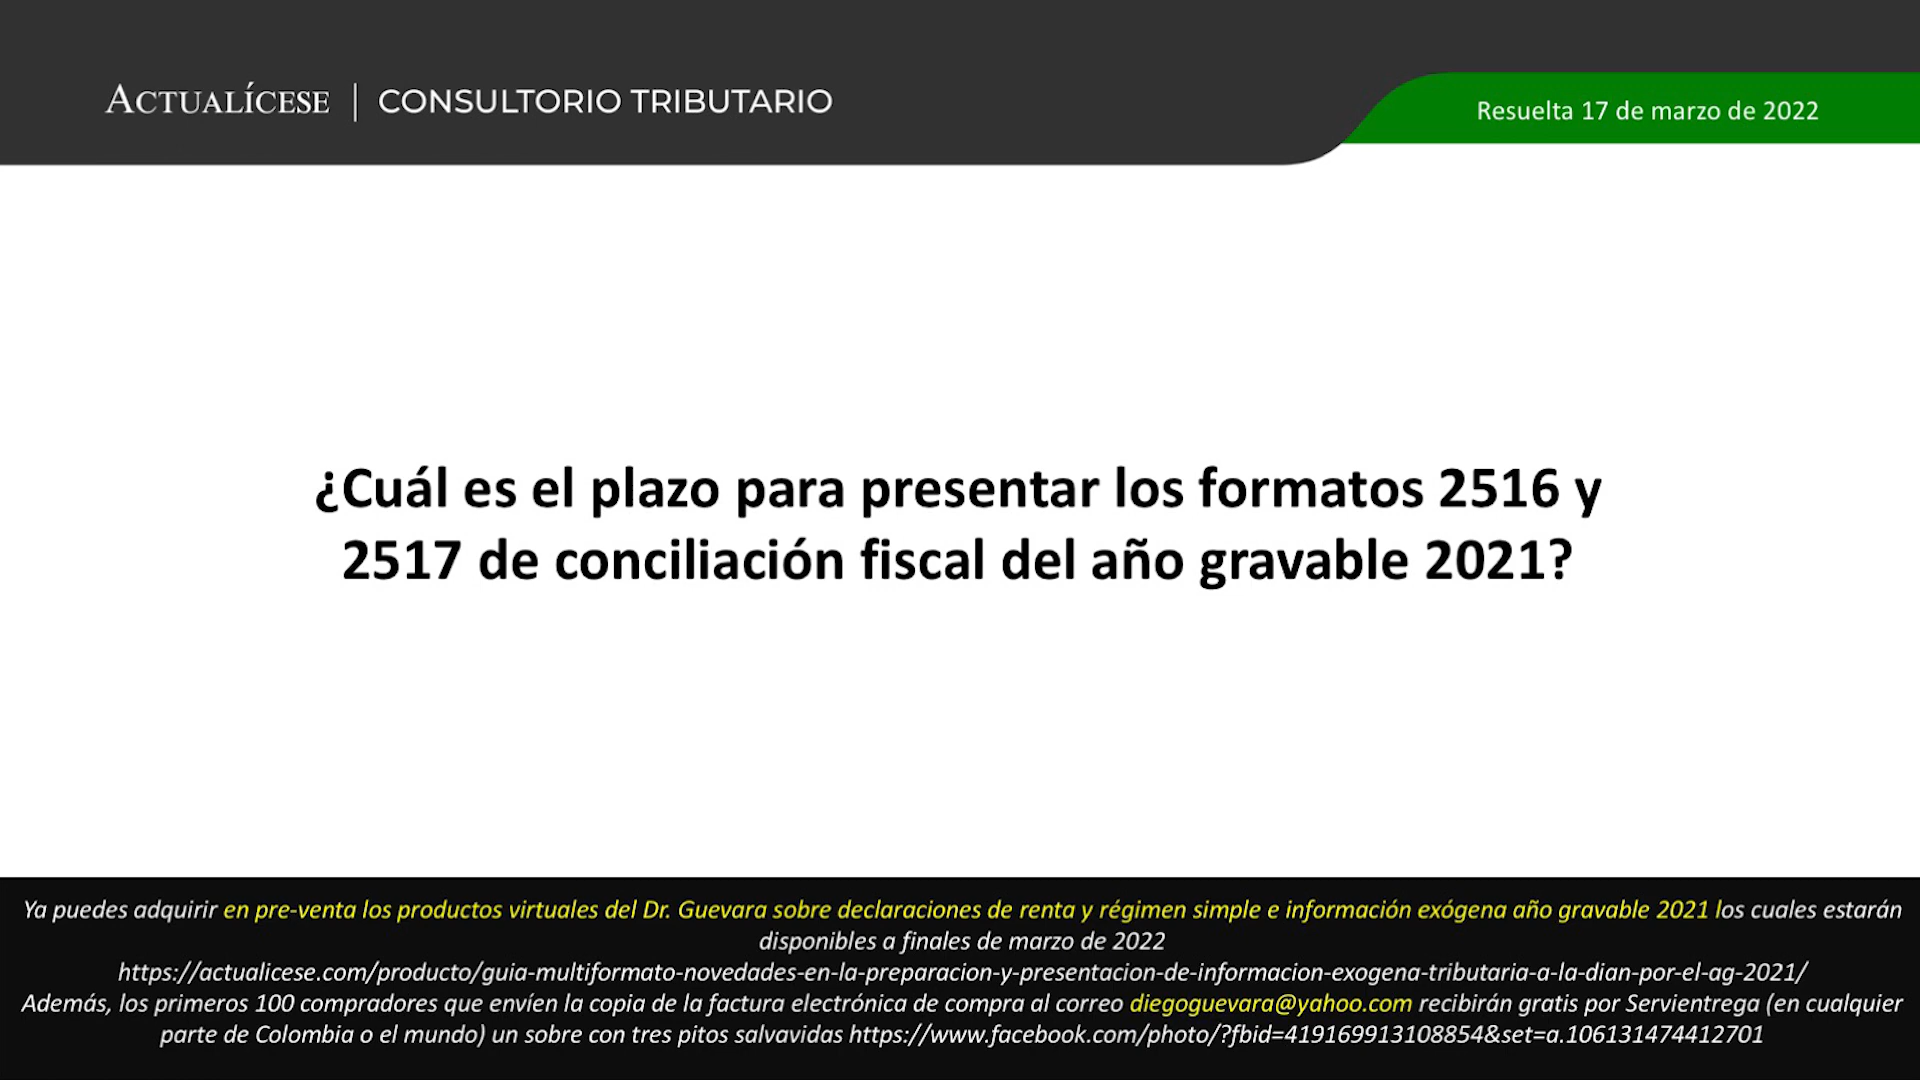 ACTUALÍCESE | CONSULTORIO TRIBUTARIO
Resuelta 17 de marzo de 2022
¿Cuál es el plazo para presentar los formatos 2516 y
2517 de conciliación fiscal del año gravable 2021?
Ya puedes adquirir en pre-venta los productos virtuales del Dr. Guevara sobre declaraciones de renta y régimen simple e información exógena año gravable 2021 los cuales estarán
disponibles a finales de marzo de 2022
https://actualicese.com/producto/guia-multiformato-novedades-en-la-preparacion-y-presentacion-de-informacion-exogena-tributaria-a-la-dian-por-el-ag-2021/
Además, los primeros 100 compradores que envíen la copia de la factura electrónica de compra al correo diegoguevara@yahoo.com recibirán gratis por Servientrega (en cualquier
parte de Colombia o el mundo) un sobre con tres pitos salvavidas https://www.facebook.com/photo/?fbid=419169913108854&set=a.106131474412701